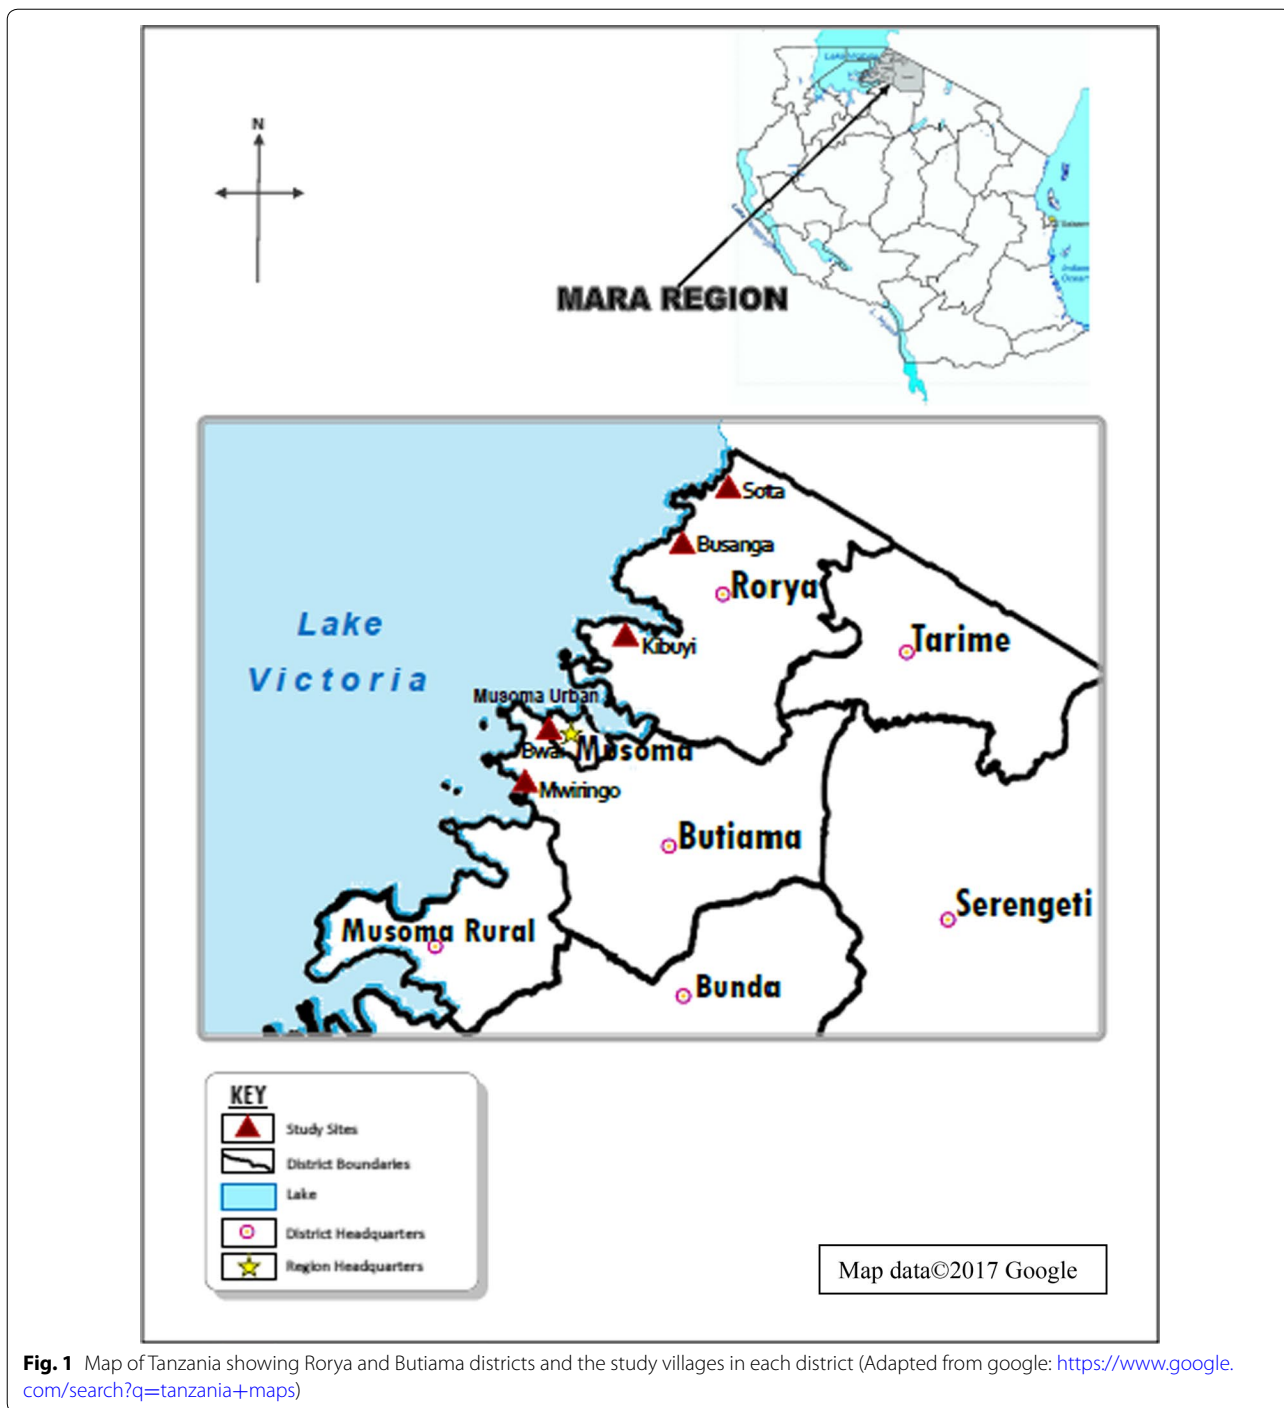 N
MARA REGION
Lake
Victoria
Sota
Busanga
Rorya
Kibuyi
Tarime
Musoma Urban
Musoma
Mwiringo
Butiama
Serengeti
Musoma Rural
Bunda
KEY
Study Sites
District Boundaries
Lake
District Headquarters
Region Headquarters
Map data©2017 Google
Fig. 1 Map of Tanzania showing Rorya and Butiama districts and the study villages in each district (Adapted from google: https://www.google.
com/search?q=tanzania+maps)